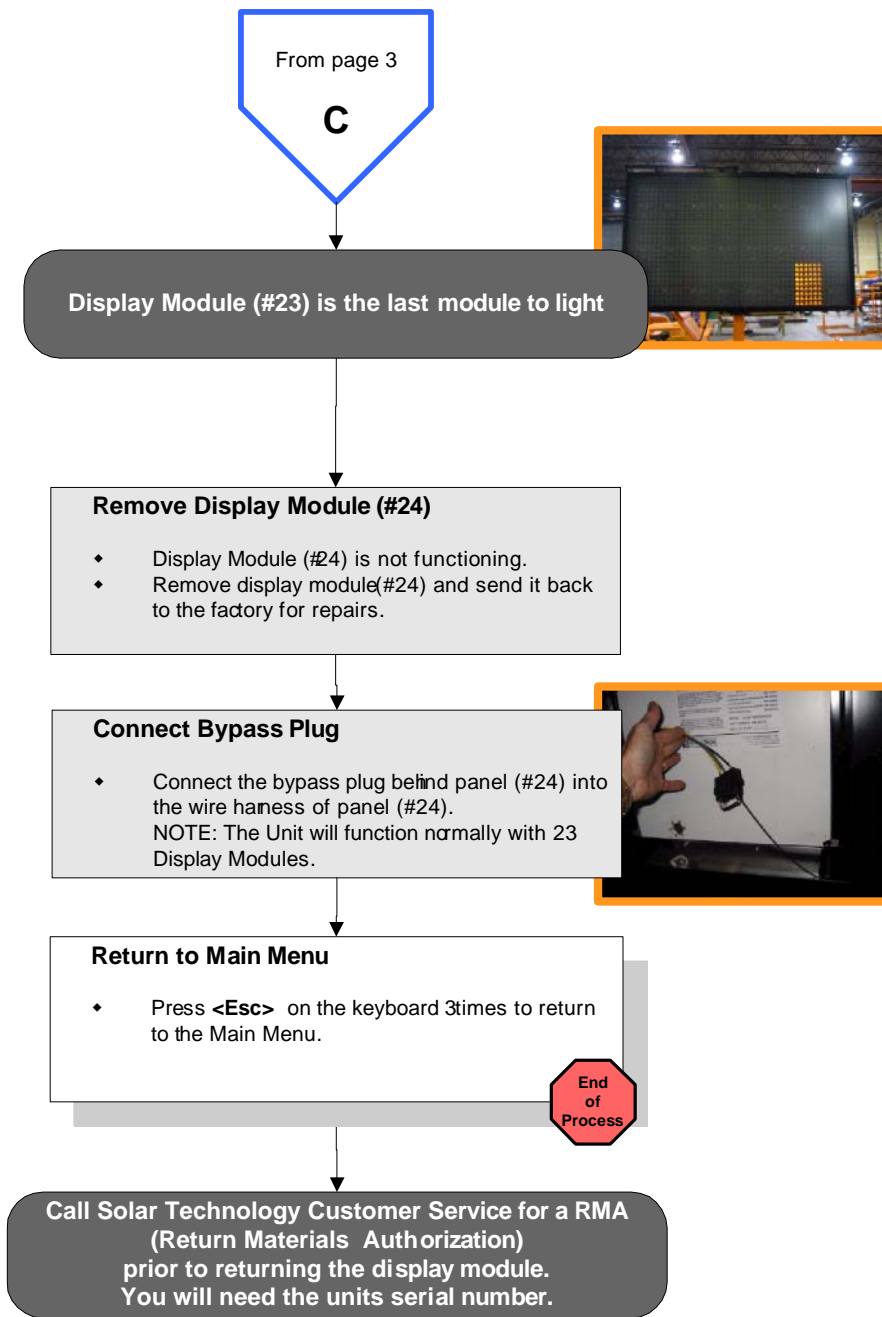 From page 3
C
Display Module (#23) is the last module to light
Remove Display Module (#24)
◆ Display Module (#24) is not functioning.
◆ Remove display module(#24) and send it back
to the factory for repairs.
Connect Bypass Plug
◆ Connect the bypass plug behind panel (#24) into
the wire harness of panel (#24).
NOTE: The Unit will function normally with 23
Display Modules.
Return to Main Menu
◆ Press <Esc> on the keyboard 3times to return
to the Main Menu.
End
of
Process
Call Solar Technology Customer Service for a RMA
(Return Materials Authorization)
prior to returning the display module.
You will need the units serial number.